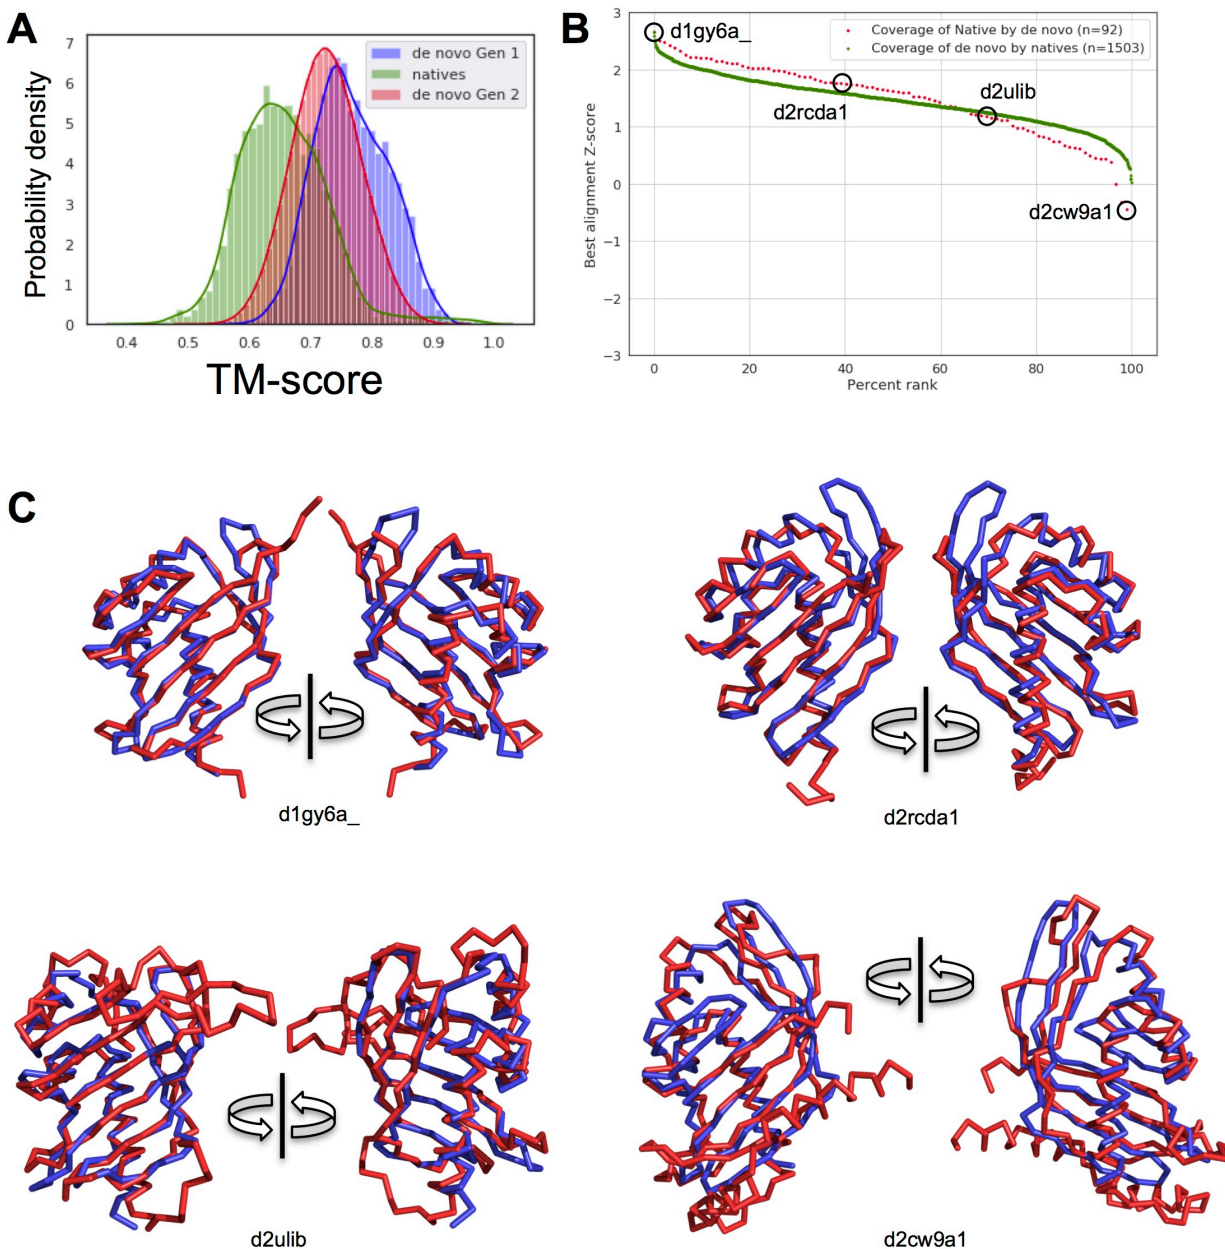 A
Probability density
7
6
5
4
3
2
1
0
0.4 0.5 0.6 0.7 0.8 0.9 1.0
TM-score
de novo Gen 1
natives
de novo Gen 2
B
Best alignment Z-score
3
2
1
0
−1
−2
−3
0 20 40 60 80 100
Percent rank
Coverage of Native by de novo (n=92)
Coverage of de novo by natives (n=1503)
d1gy6a_
d2rcda1
d2ulib
d2cw9a1
C
d1gy6a_
d2rcda1
d2ulib
d2cw9a1